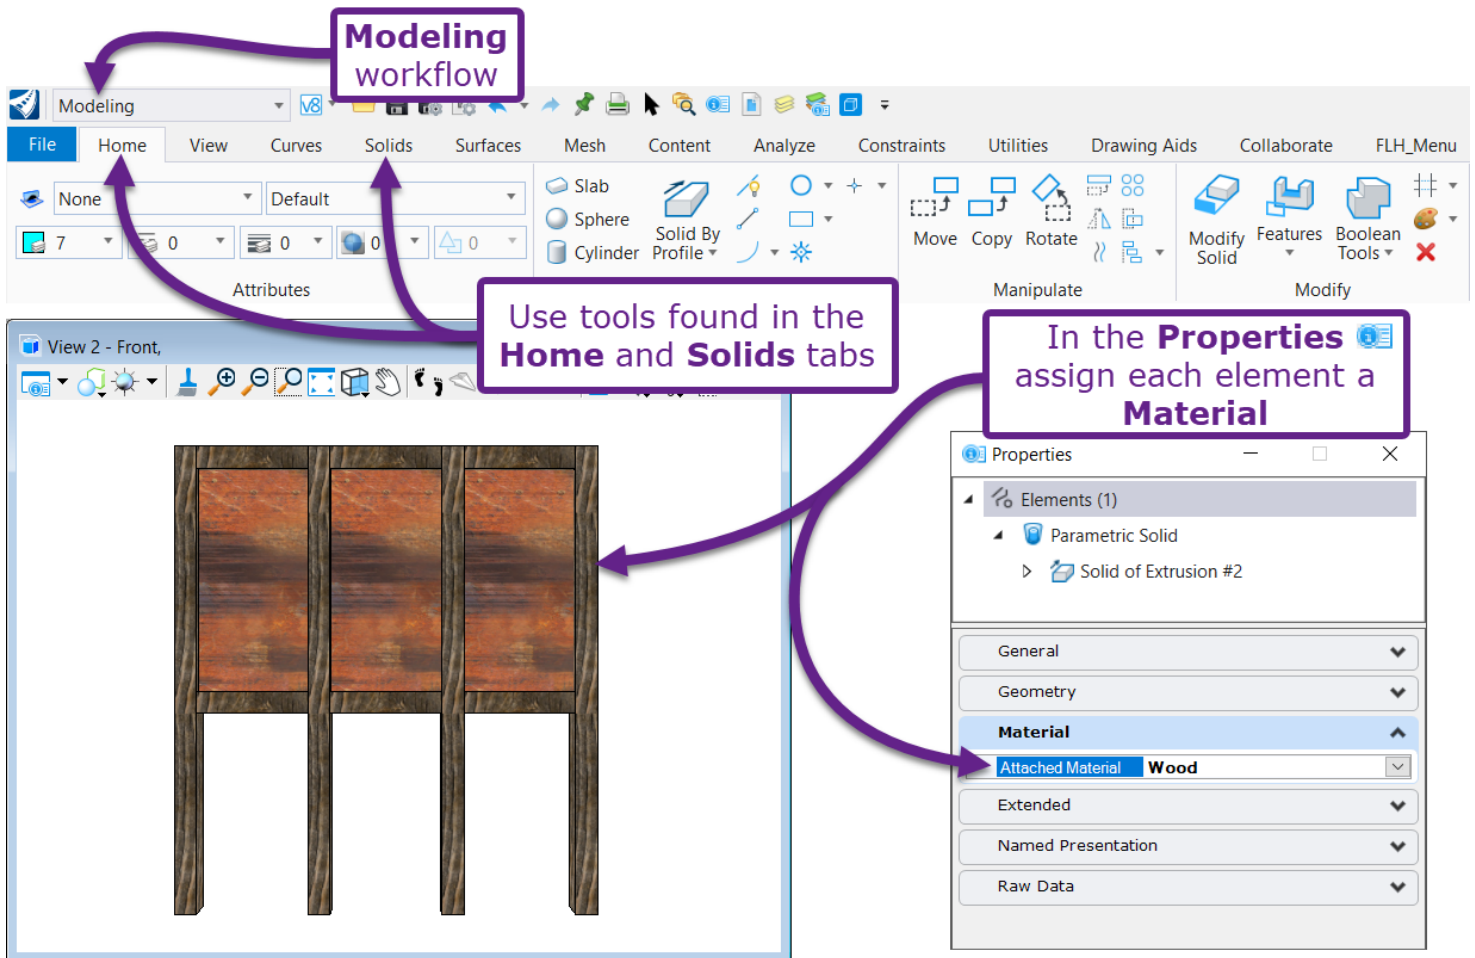 Modeling
workflow
Modeling
V8
File Home View Curves Solids Surfaces Mesh Content Analyze Constraints Utilities Drawing Aids Collaborate FLH_Menu
None Default
7 0 0 0 0
Attributes
Slab
Sphere
Cylinder
Solid By
Profile
Move Copy Rotate
Manipulate
Modify
Solid
Features
Boolean
Tools
Modify
Use tools found in the
Home and Solids tabs
In the Properties
assign each element a
Material
View 2 - Front,
Properties
Elements (1)
Parametric Solid
Solid of Extrusion #2
General
Geometry
Material
Attached Material Wood
Extended
Named Presentation
Raw Data